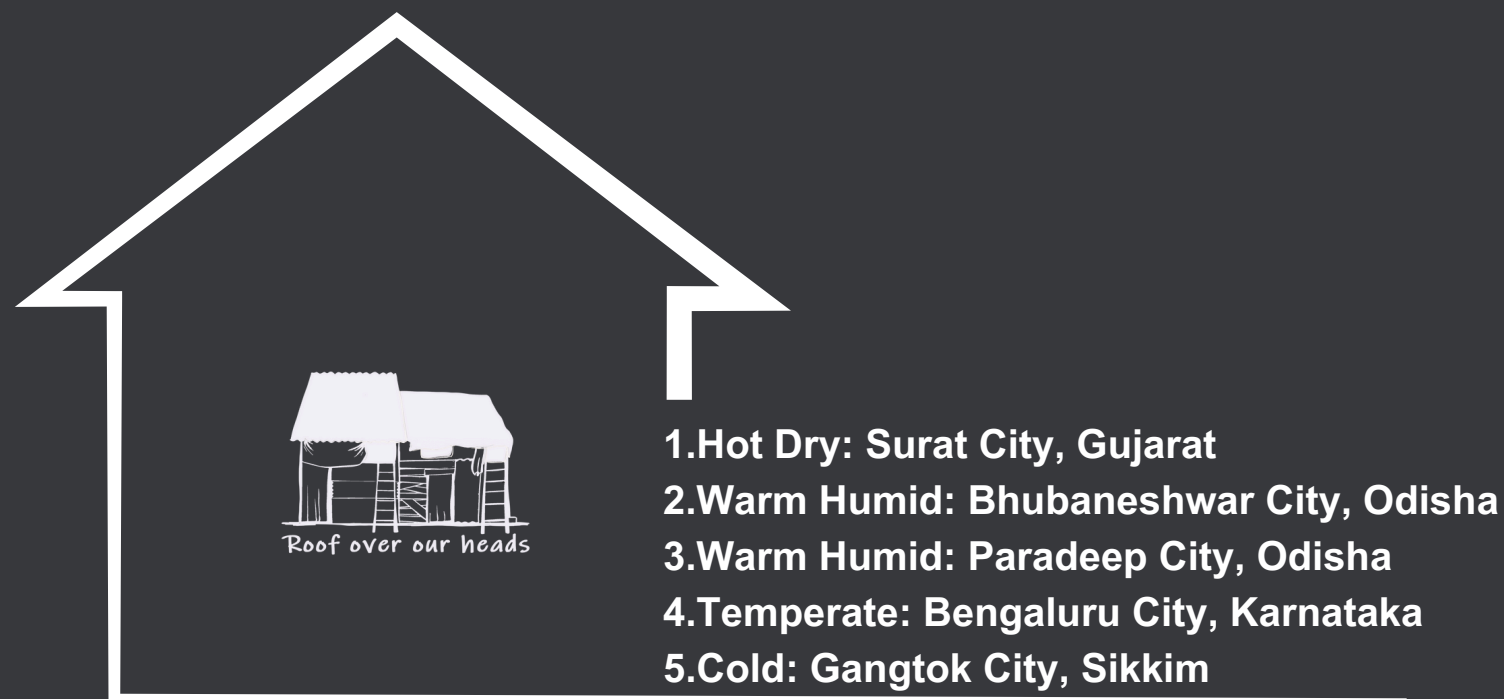 Roof over our heads
1.Hot Dry: Surat City, Gujarat
2.Warm Humid: Bhubaneshwar City, Odisha
3.Warm Humid: Paradeep City, Odisha
4.Temperate: Bengaluru City, Karnataka
5.Cold: Gangtok City, Sikkim